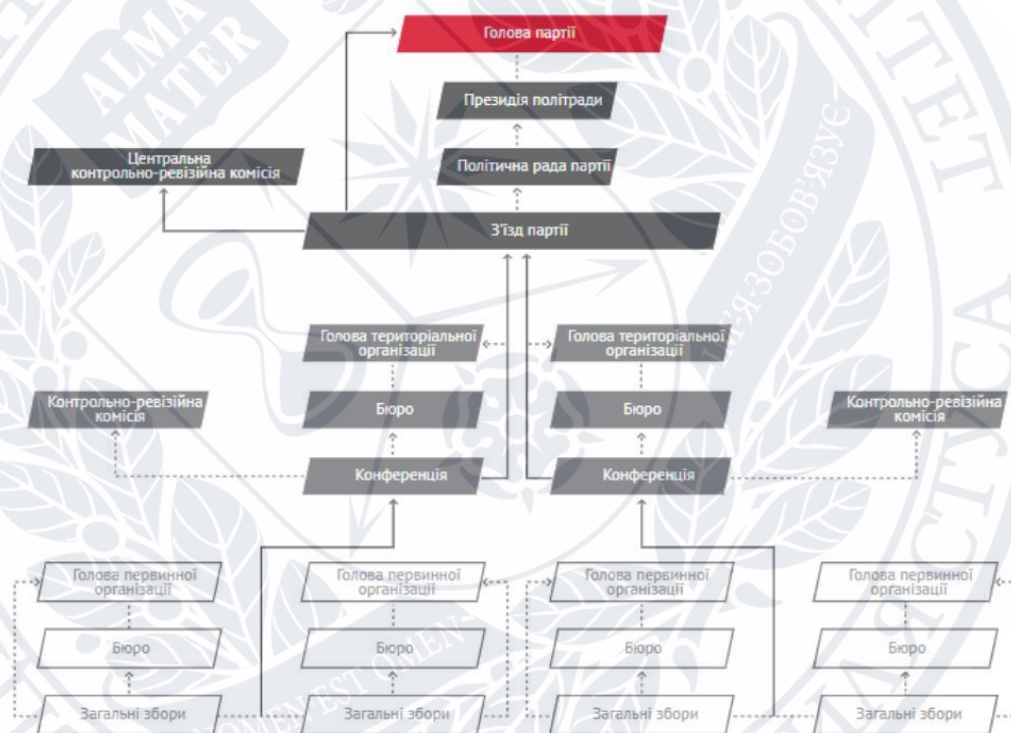 Голова партії
Президія політради
Центральна
контрольно-ревізійна комісія
Політична рада партії
З'їзд партії
Голова територіальної
організації
Голова територіальної
організації
Контрольно-ревізійна
комісія
Бюро
Бюро
Контрольно-ревізійна
комісія
Конференція
Конференція
Голова первинної
організації
Голова первинної
організації
Голова первинної
організації
Голова первинної
організації
Бюро
Бюро
Бюро
Бюро
Загальні збори
Загальні збори
Загальні збори
Загальні збори
ALMA
MATER